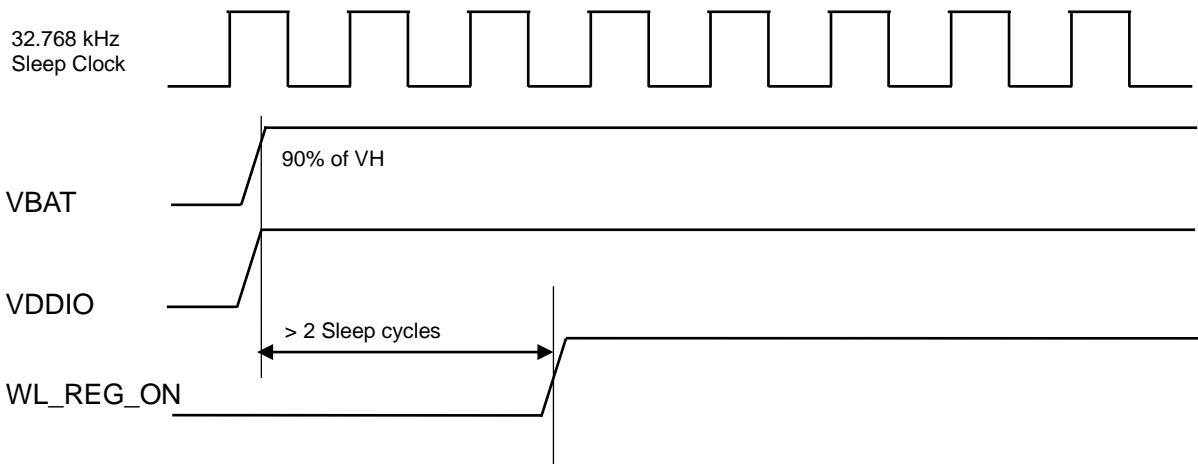 32.768 kHz
Sleep Clock
90% of VH
VBAT
VDDIO
> 2 Sleep cycles
WL_REG_ON